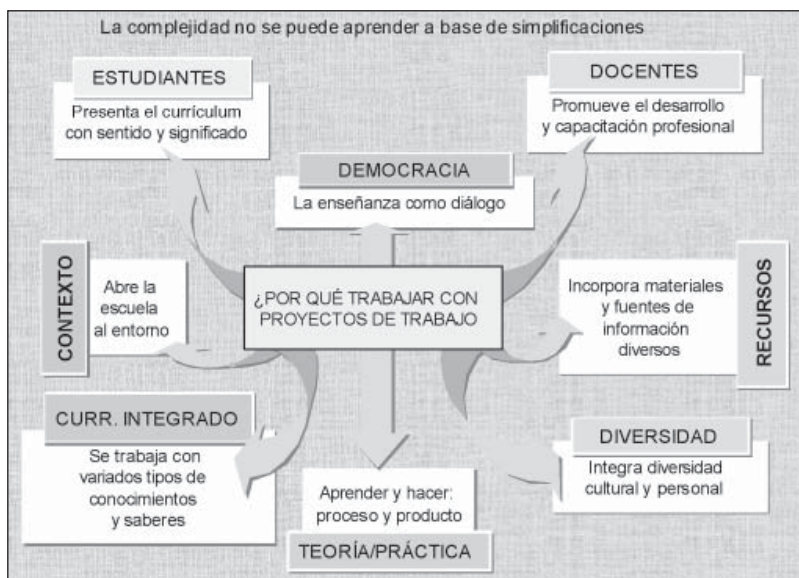 La complejidad no se puede aprender a base de simplificaciones
ESTUDIANTES
Presenta el currículum
con sentido y significado
DOCENTES
Promueve el desarrollo
y capacitación profesional
DEMOCRACIA
La enseñanza como diálogo
CONTEXTO
Abre la
escuela
al entorno
¿POR QUÉ TRABAJAR CON
PROYECTOS DE TRABAJO
Incorpora materiales
y fuentes de
información
diversos
RECURSOS
CURR. INTEGRADO
Se trabaja con
variados tipos de
conocimientos
y saberes
Aprender y hacer:
proceso y producto
TEORÍA/PRÁCTICA
DIVERSIDAD
Integra diversidad
cultural y personal